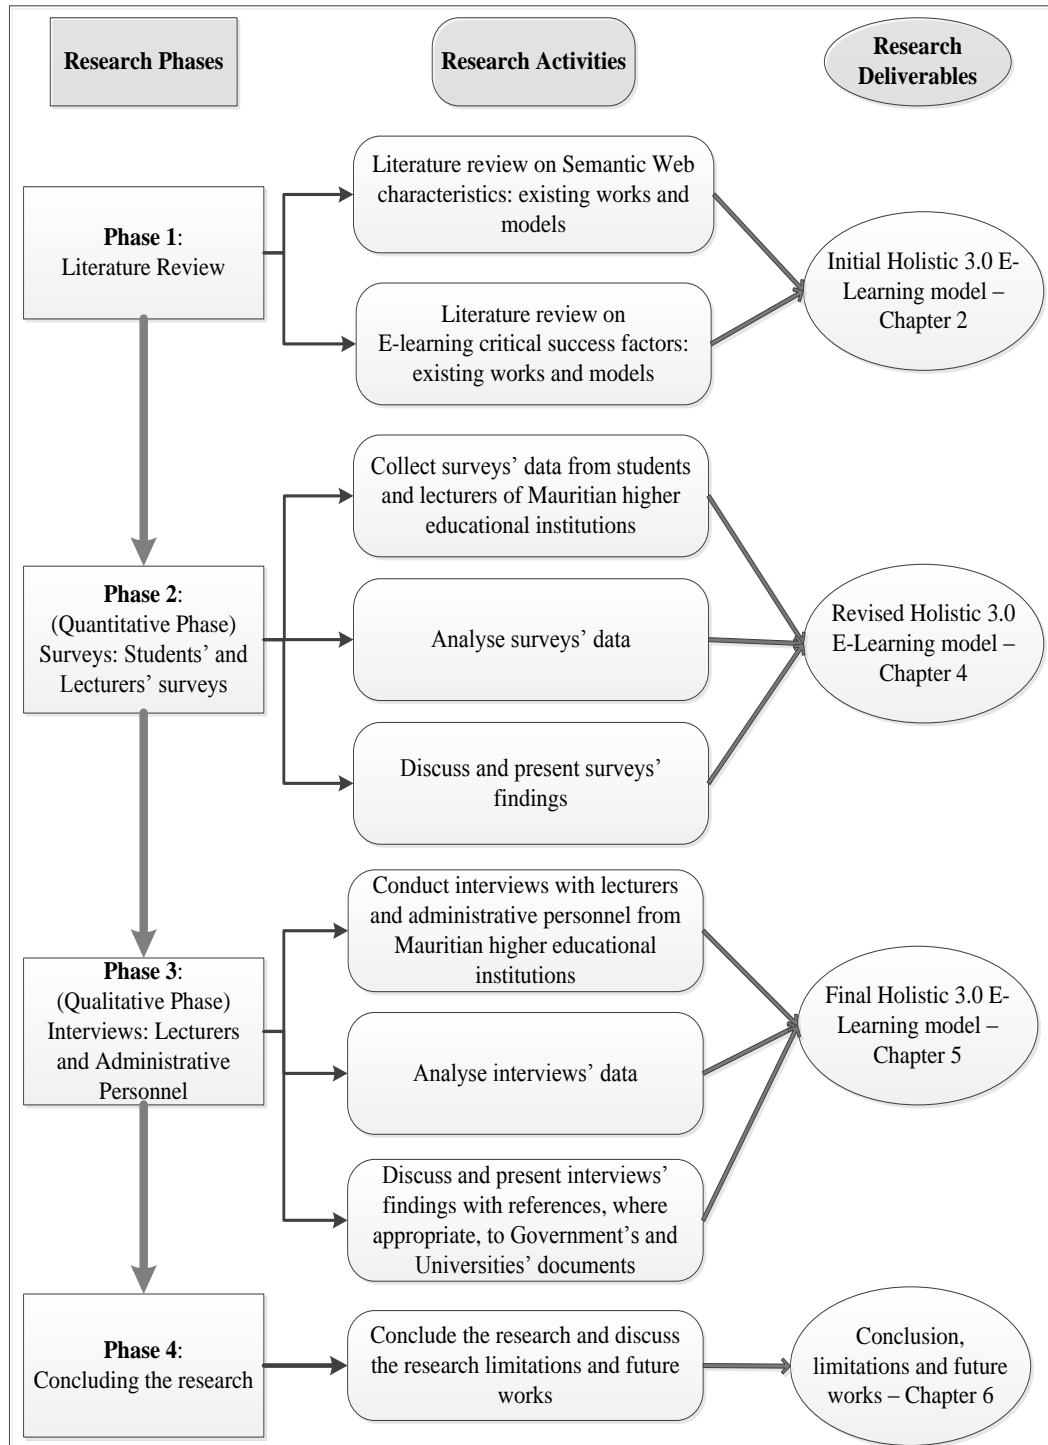 Research Phases
Research Activities
Research
Deliverables
Phase 1:
Literature Review
Literature review on Semantic Web
characteristics: existing works and
models
Literature review on
E-learning critical success factors:
existing works and models
Initial Holistic 3.0 E-
Learning model –
Chapter 2
Phase 2:
(Quantitative Phase)
Surveys: Students’ and
Lecturers’ surveys
Collect surveys’ data from students
and lecturers of Mauritian higher
educational institutions
Analyse surveys’ data
Discuss and present surveys’
findings
Revised Holistic 3.0
E-Learning model –
Chapter 4
Phase 3:
(Qualitative Phase)
Interviews: Lecturers
and Administrative
Personnel
Conduct interviews with lecturers
and administrative personnel from
Mauritian higher educational
institutions
Analyse interviews’ data
Discuss and present interviews’
findings with references, where
appropriate, to Government’s and
Universities’ documents
Final Holistic 3.0 E-
Learning model –
Chapter 5
Phase 4:
Concluding the research
Conclude the research and discuss
the research limitations and future
works
Conclusion,
limitations and future
works – Chapter 6